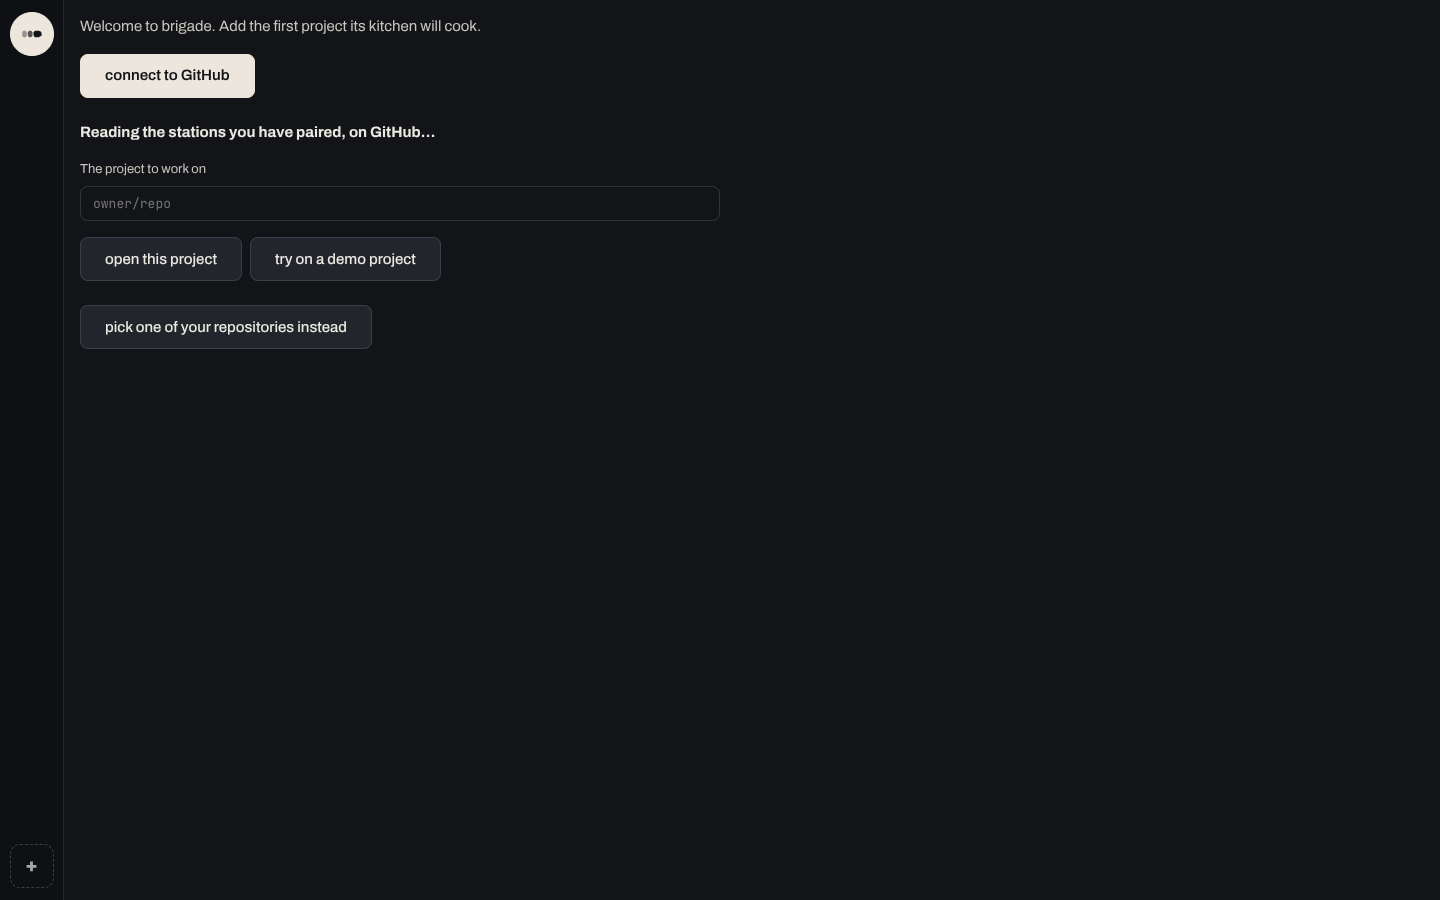 Welcome to brigade. Add the first project its kitchen will cook.
connect to GitHub
Reading the stations you have paired, on GitHub...
The project to work on
owner/repo
open this project
try on a demo project
pick one of your repositories instead
+